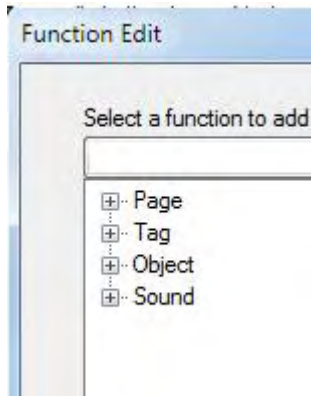 Function Edit
Select a function to add
Page
Tag
Object
Sound